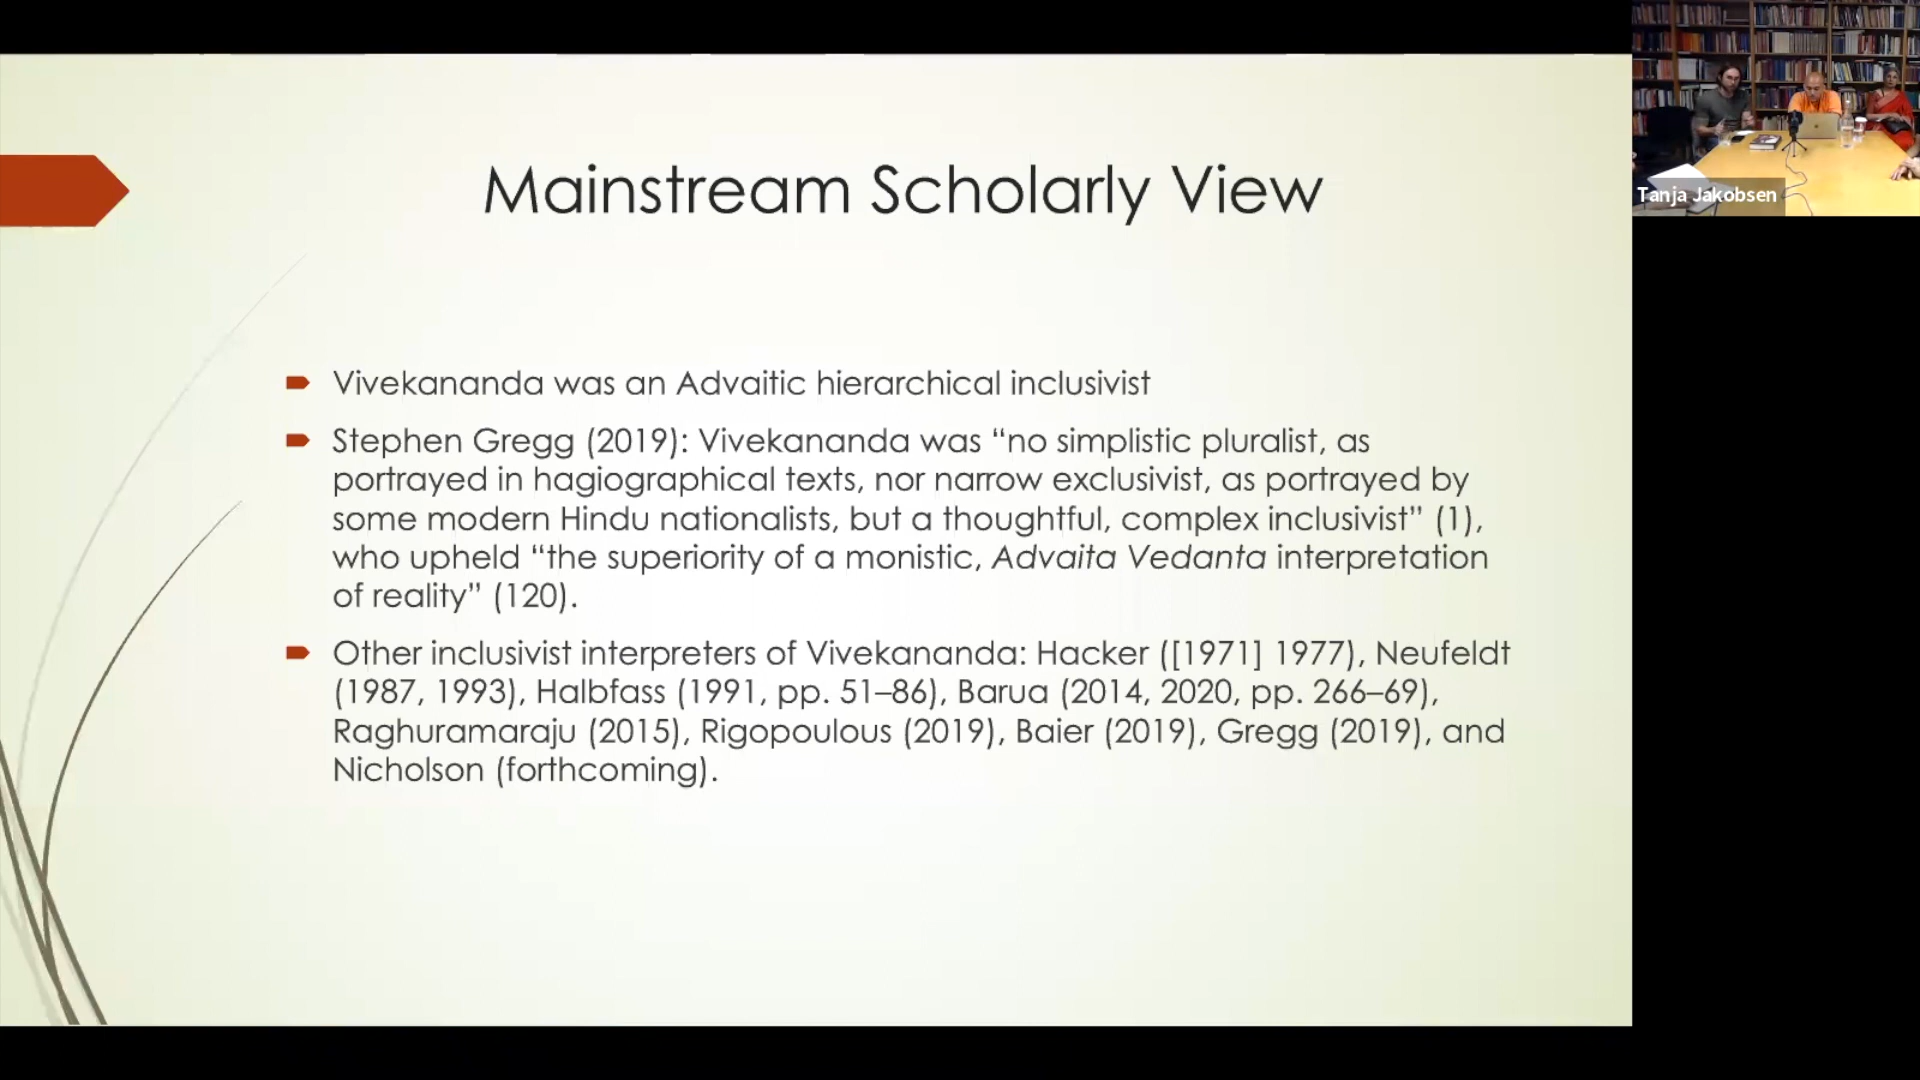 Mainstream Scholarly View
Vivekananda was an Advaitic hierarchical inclusivist
Stephen Gregg (2019): Vivekananda was “no simplistic pluralist, as
portrayed in hagiographical texts, nor narrow exclusivist, as portrayed by
some modern Hindu nationalists, but a thoughtful, complex inclusivist” (1),
who upheld “the superiority of a monistic, Advaita Vedanta interpretation
of reality” (120).
Other inclusivist interpreters of Vivekananda: Hacker ([1971] 1977), Neufeldt
(1987, 1993), Halbfass (1991, pp. 51–86), Barua (2014, 2020, pp. 266–69),
Raghuramaraju (2015), Rigopoulous (2019), Baier (2019), Gregg (2019), and
Nicholson (forthcoming).
Tanja Jakobsen